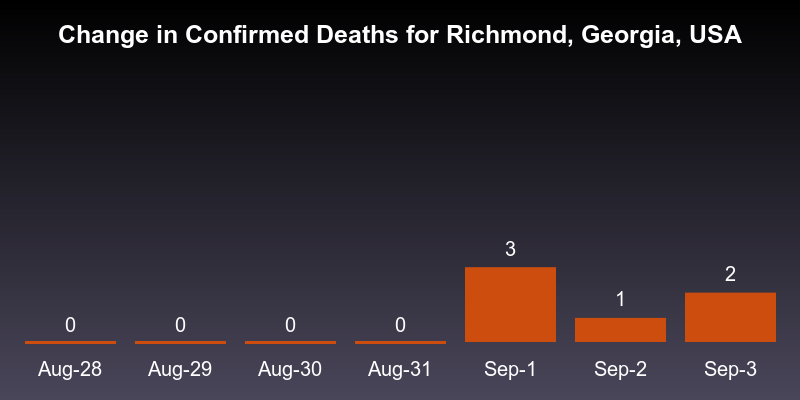 Change in Confirmed Deaths for Richmond, Georgia, USA
0 0 0 0 3 1 2
Aug-28 Aug-29 Aug-30 Aug-31 Sep-1 Sep-2 Sep-3